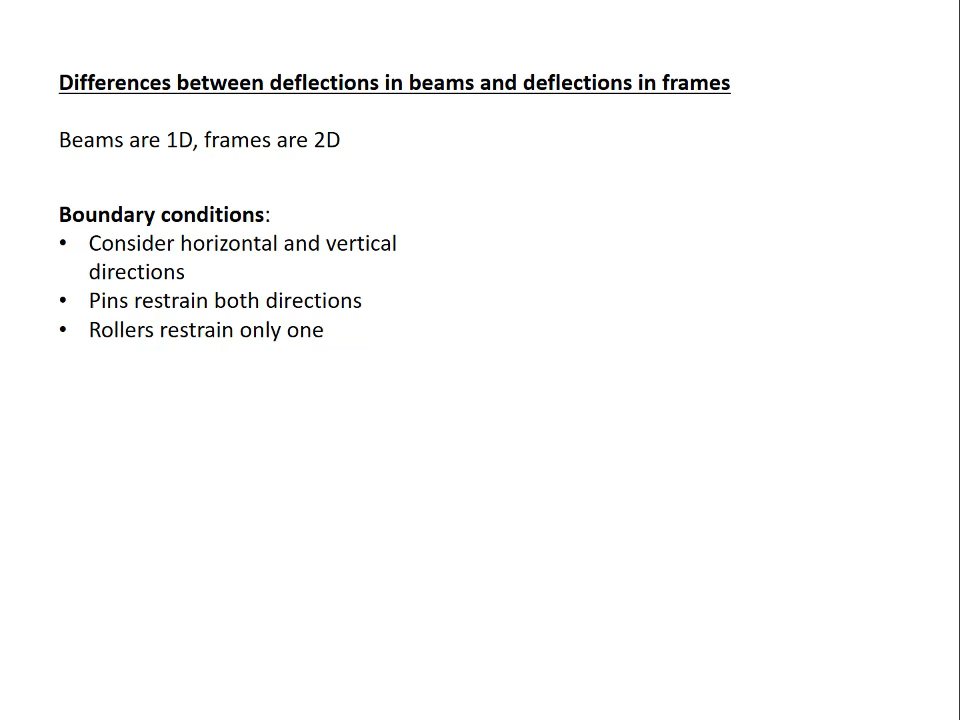 Differences between deflections in beams and deflections in frames
Beams are 1D, frames are 2D
Boundary conditions:
• Consider horizontal and vertical
directions
• Pins restrain both directions
• Rollers restrain only one